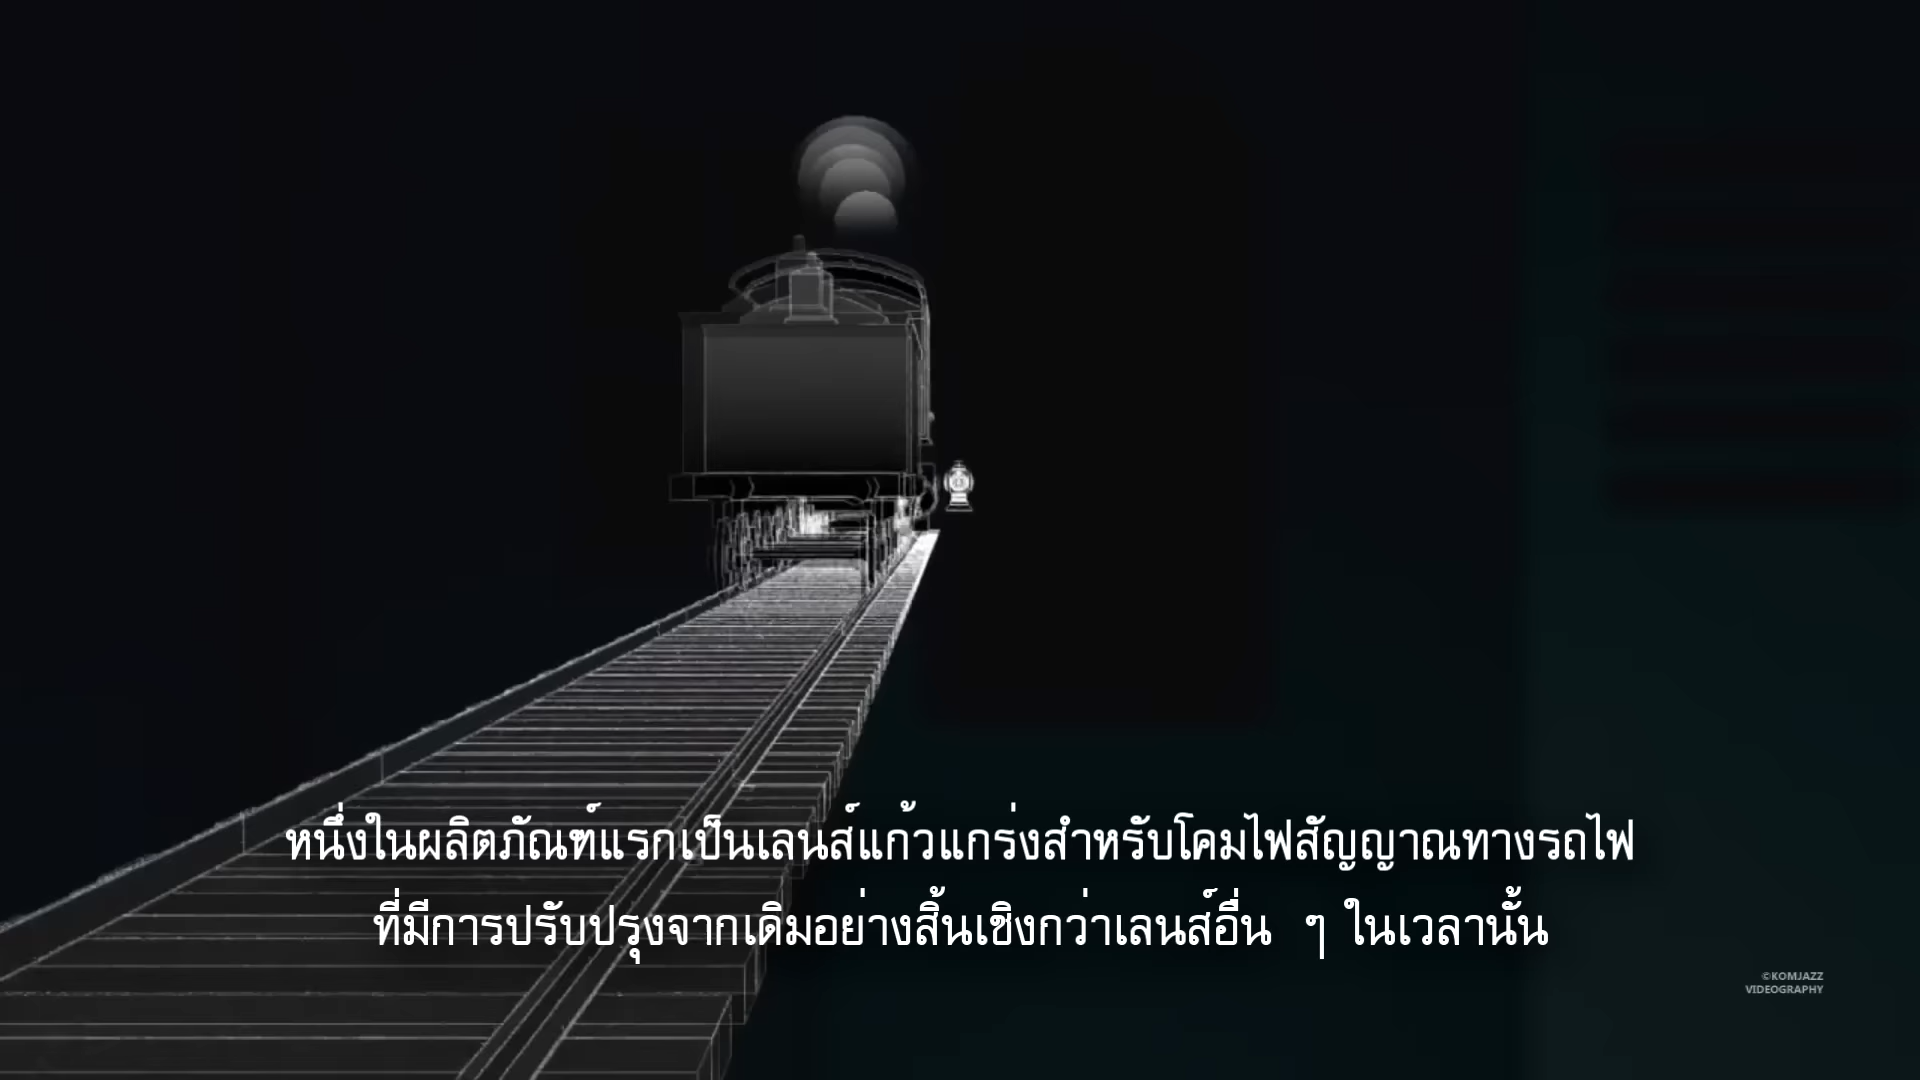 หนึ่งในผลิตภัณฑ์แรกเป็นเลนส์แก้วแกร่งสำหรับโคมไฟสัญญาณทางรถไฟ
ที่มีการปรับปรุงจากเดิมอย่างสิ้นเชิงกว่าเลนส์อื่น ๆ ในเวลานั้น
©KOMJAZZ
VIDEOGRAPHY